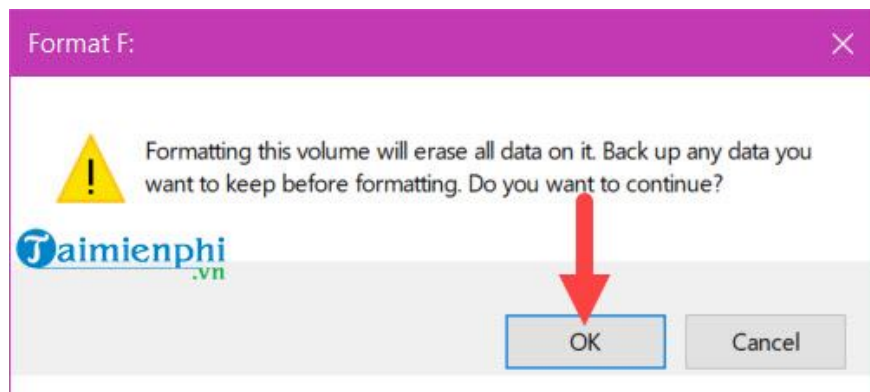 Format F:
Formatting this volume will erase all data on it. Back up any data you
want to keep before formatting. Do you want to continue?
Taimienphi
.vn
OK
Cancel